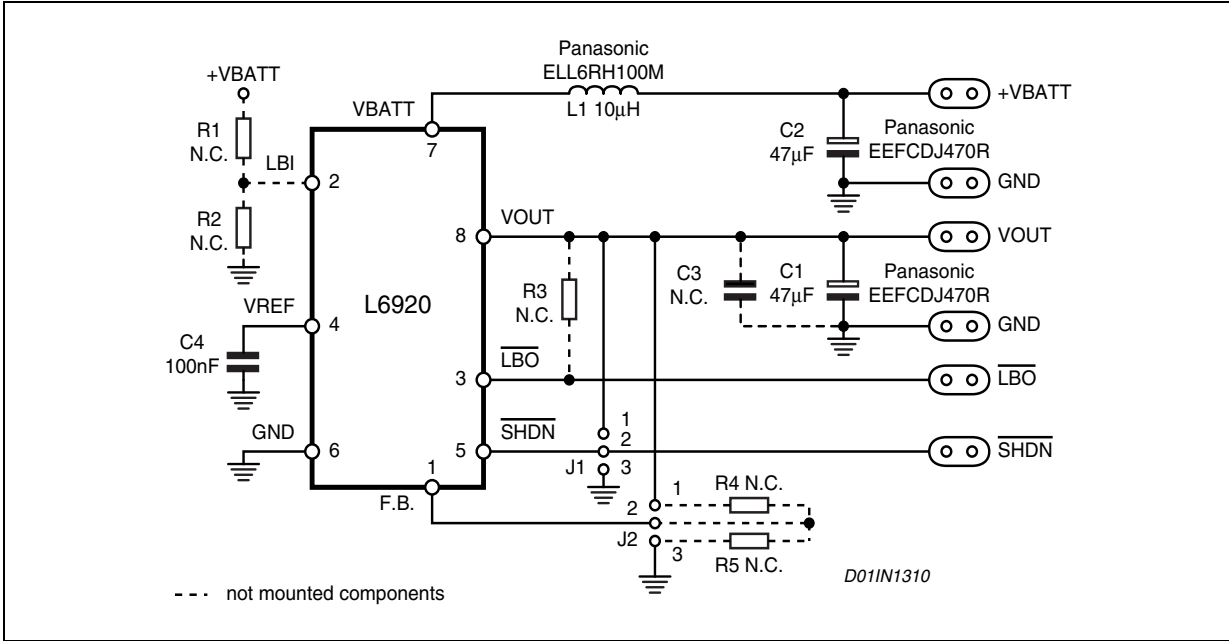 Panasonic
ELL6RH100M
L1 10μH
+VBATT
VBATT
7
+VBATT
C2
47μF
Panasonic
EEFCDJ470R
R1
N.C.
LBI
2
GND
R2
N.C.
VOUT
8
VOUT
L6920
R3
N.C.
C3
N.C.
C1
47μF
Panasonic
EEFCDJ470R
VREF
4
GND
C4
100nF
LBO
3
LBO
GND
6
SHDN
5
1
2
3
J1
SHDN
1
F.B.
1
2
3
J2
R4 N.C.
R5 N.C.
D01IN1310
not mounted components